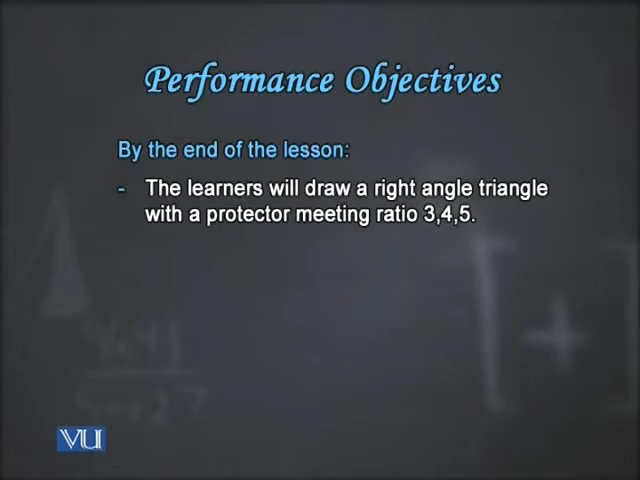 Performance Objectives
By the end of the lesson:
- The learners will draw a right angle triangle
with a protector meeting ratio 3,4,5.
VU